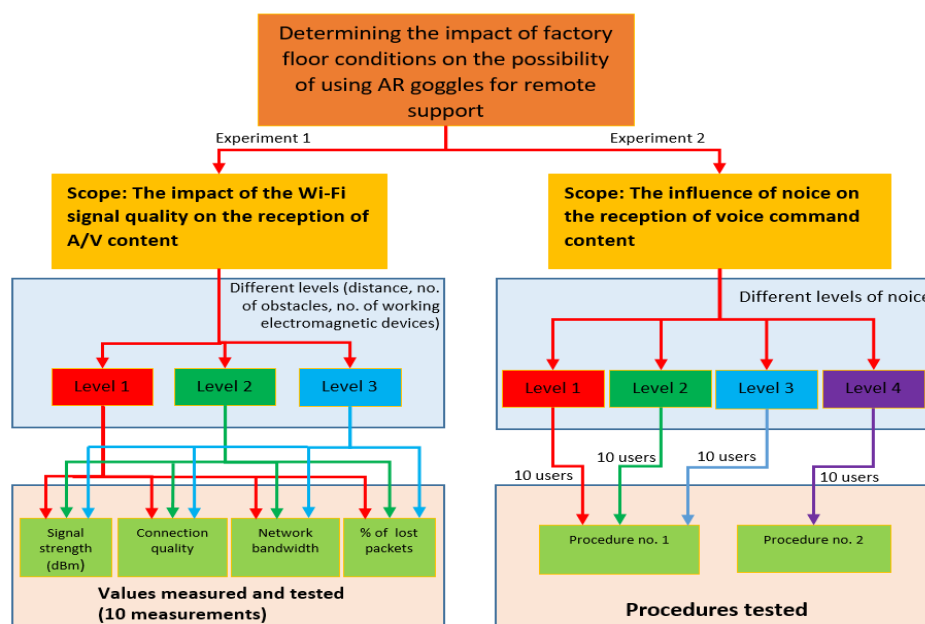 Determining the impact of factory
floor conditions on the possibility
of using AR goggles for remote
support
Experiment 1
Experiment 2
Scope: The impact of the Wi-Fi
signal quality on the reception of
A/V content
Scope: The influence of noice on
the reception of voice command
content
Different levels (distance, no.
of obstacles, no. of working
electromagnetic devices)
Different levels of noice
Level 1
Level 2
Level 3
Level 1
Level 2
Level 3
Level 4
10 users
10 users
10 users
10 users
Signal
strength
(dBm)
Connection
quality
Network
bandwidth
% of lost
packets
Procedure no. 1
Procedure no. 2
Values measured and tested
(10 measurements)
Procedures tested